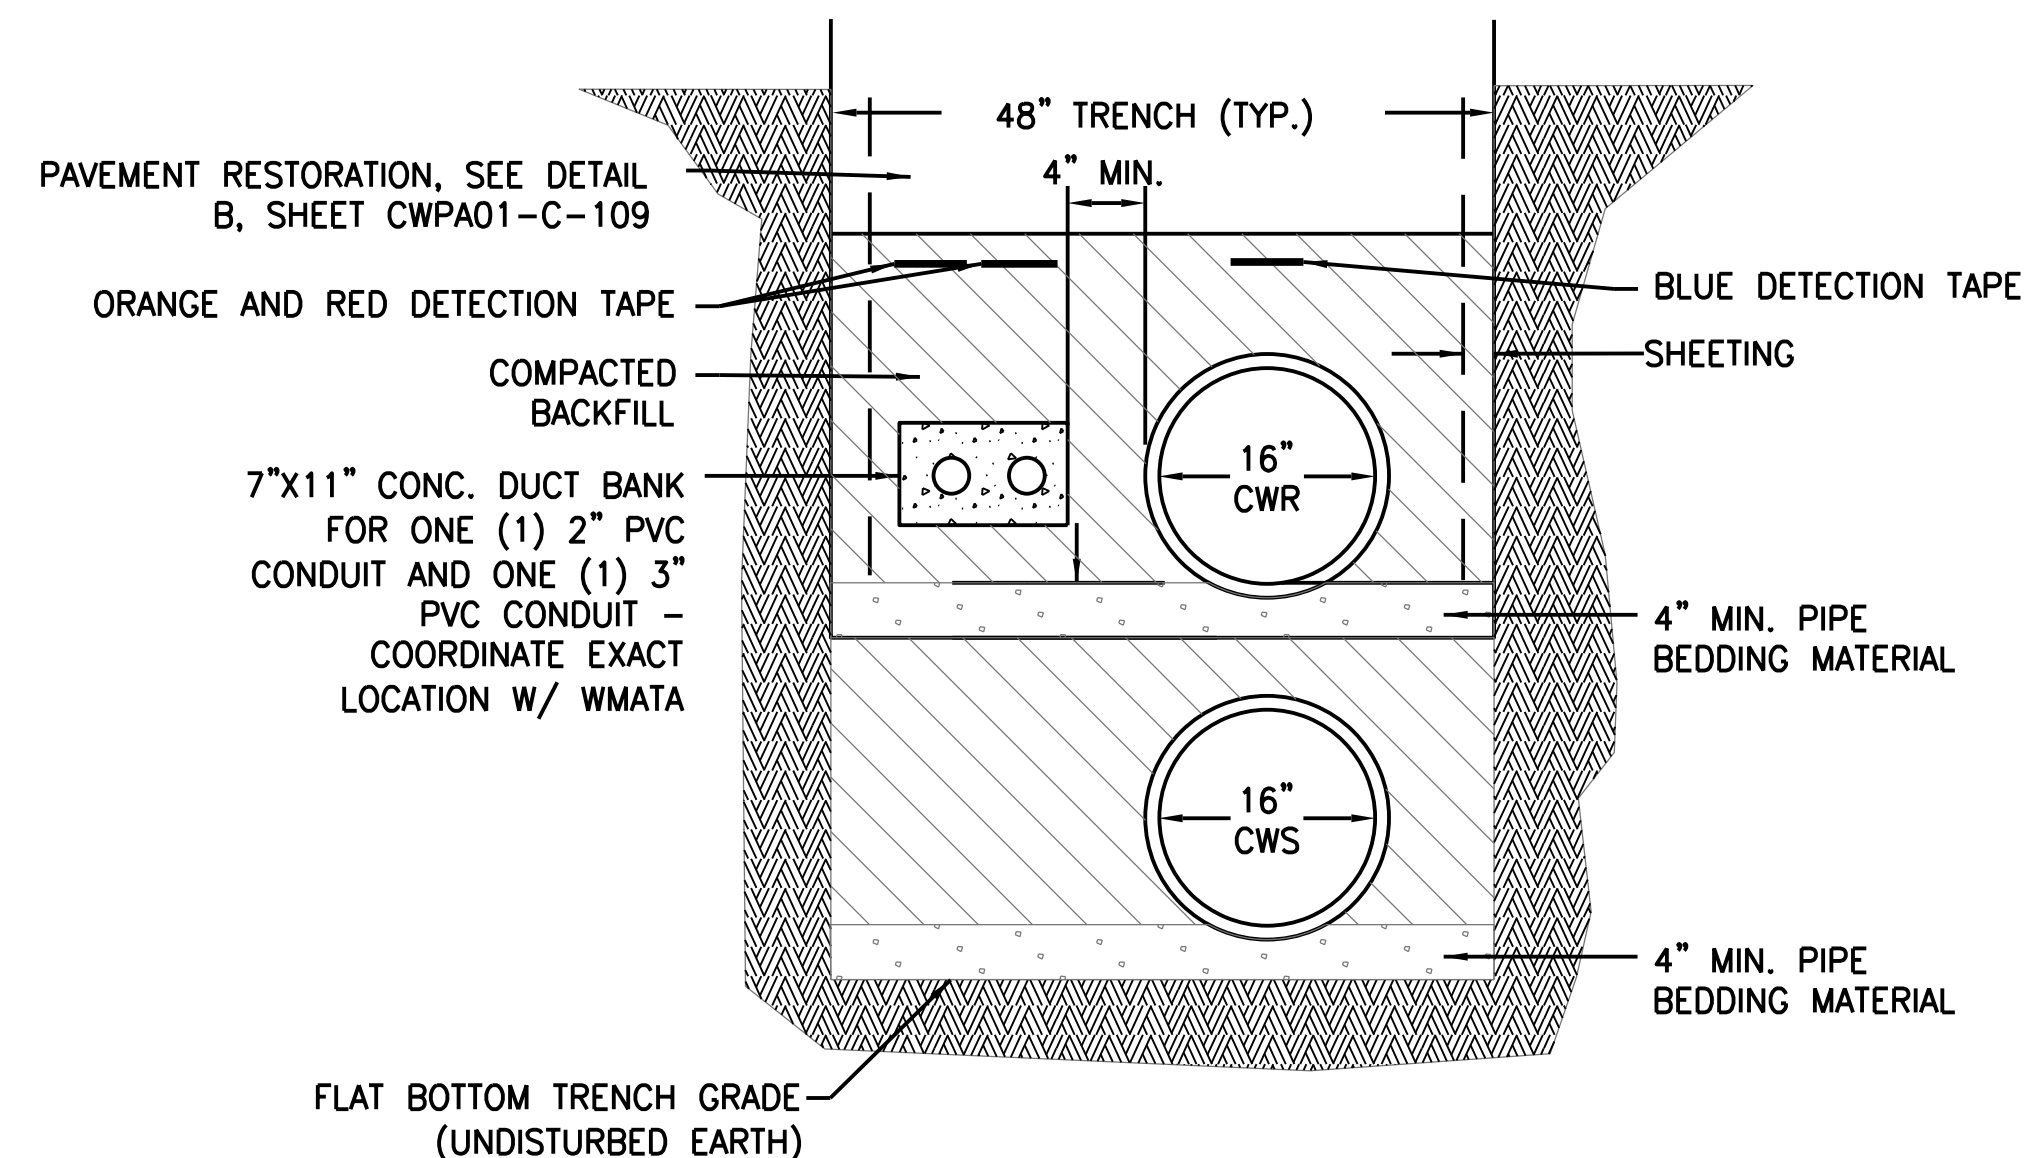 48" TRENCH (TYP.)
4" MIN.
PAVEMENT RESTORATION, SEE DETAIL
B, SHEET CWPA01-C-109
ORANGE AND RED DETECTION TAPE
COMPACTED
BACKFILL
7"X11" CONC. DUCT BANK
FOR ONE (1) 2" PVC
CONDUIT AND ONE (1) 3"
PVC CONDUIT -
COORDINATE EXACT
LOCATION W/ WMATA
BLUE DETECTION TAPE
SHEETING
16"
CWR
4" MIN. PIPE
BEDDING MATERIAL
16"
CWS
4" MIN. PIPE
BEDDING MATERIAL
FLAT BOTTOM TRENCH GRADE
(UNDISTURBED EARTH)